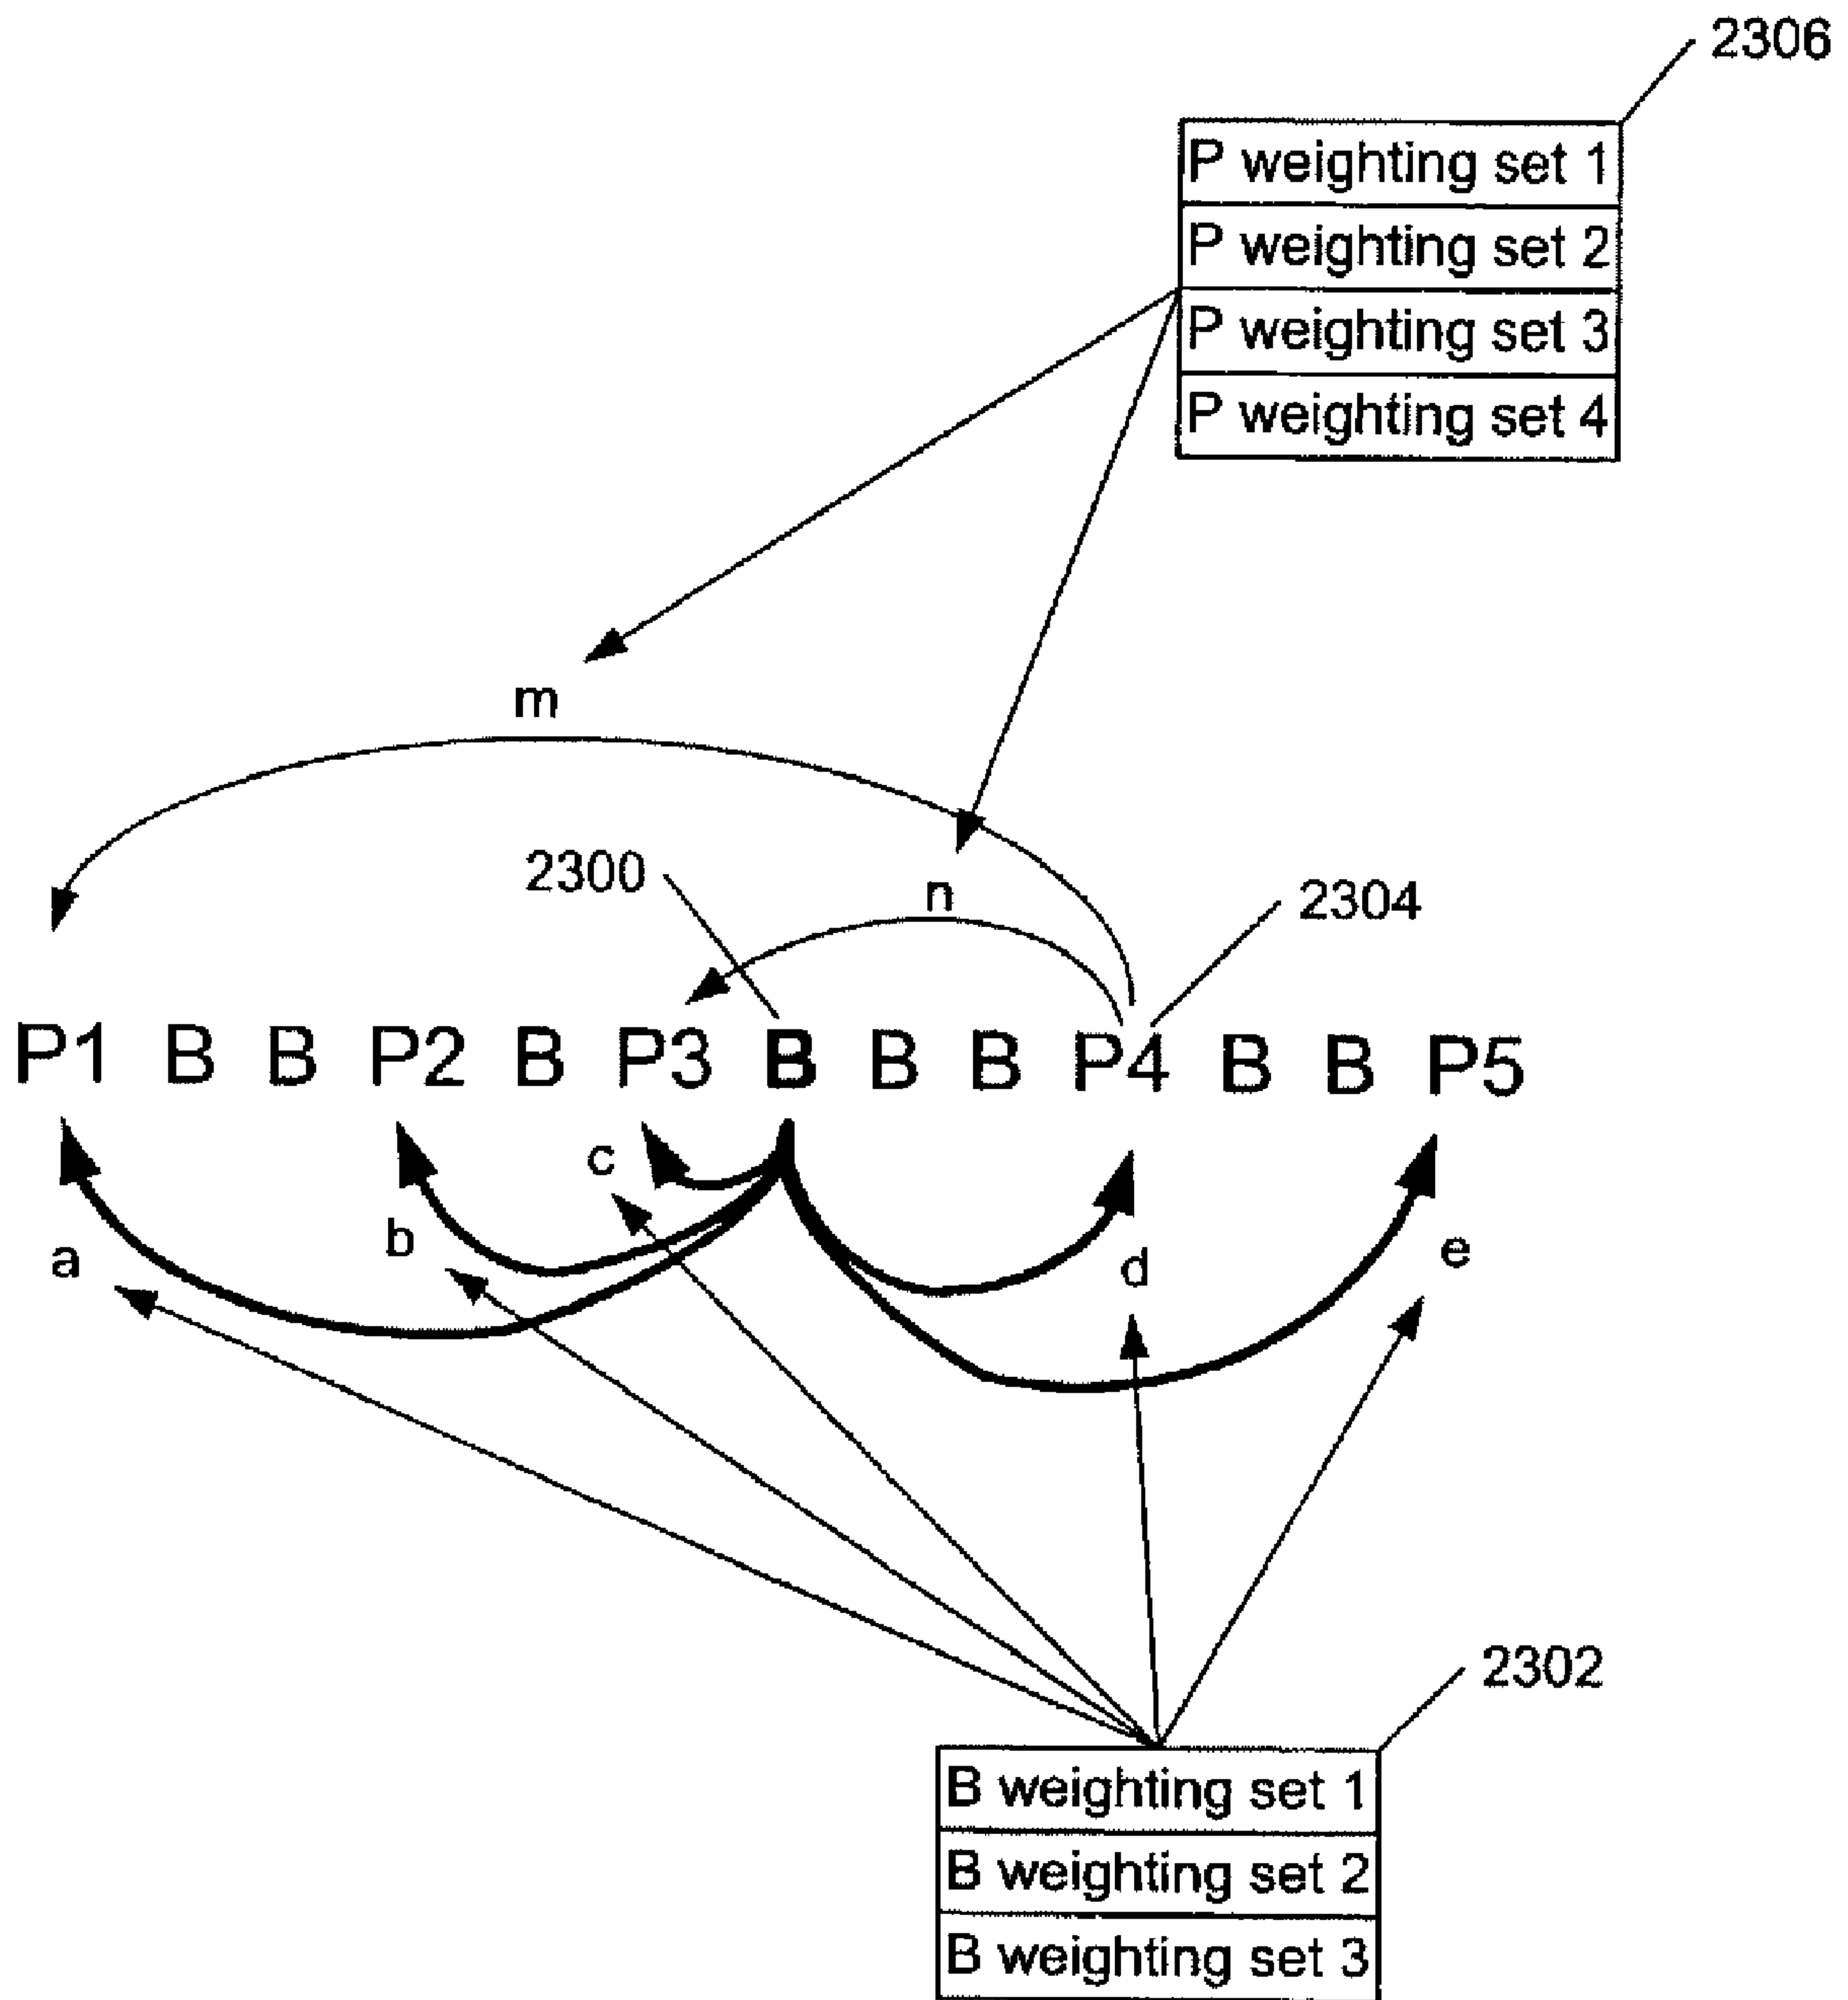 2306
P weighting set 1
P weighting set 2
P weighting set 3
P weighting set 4
m
2300
n
2304
P1 B B P2 B P3 B B B P4 B B P5
c
b
a
d
e
2302
B weighting set 1
B weighting set 2
B weighting set 3